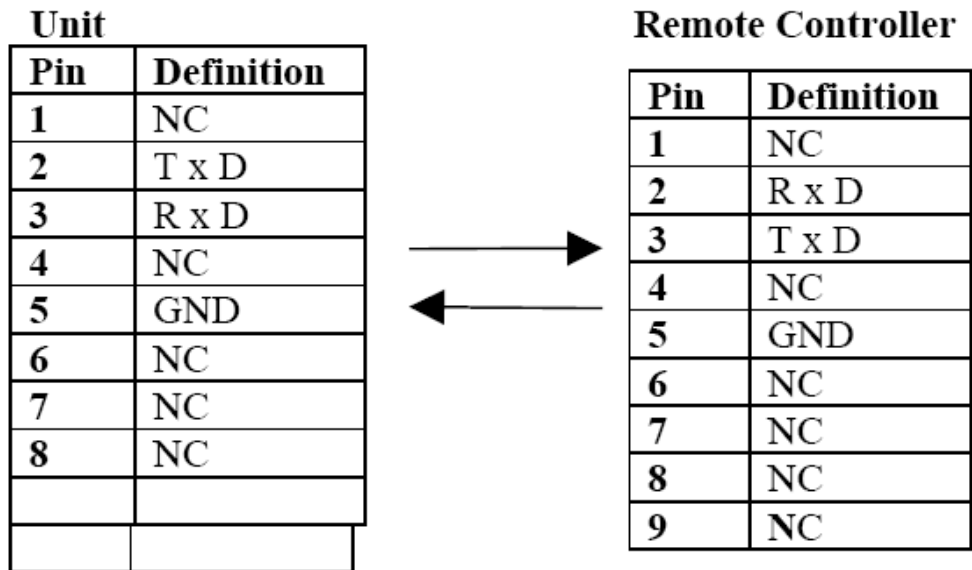 Unit
Pin Definition
1 NC
2 T x D
3 R x D
4 NC
5 GND
6 NC
7 NC
8 NC
Remote Controller
Pin Definition
1 NC
2 R x D
3 T x D
4 NC
5 GND
6 NC
7 NC
8 NC
9 NC